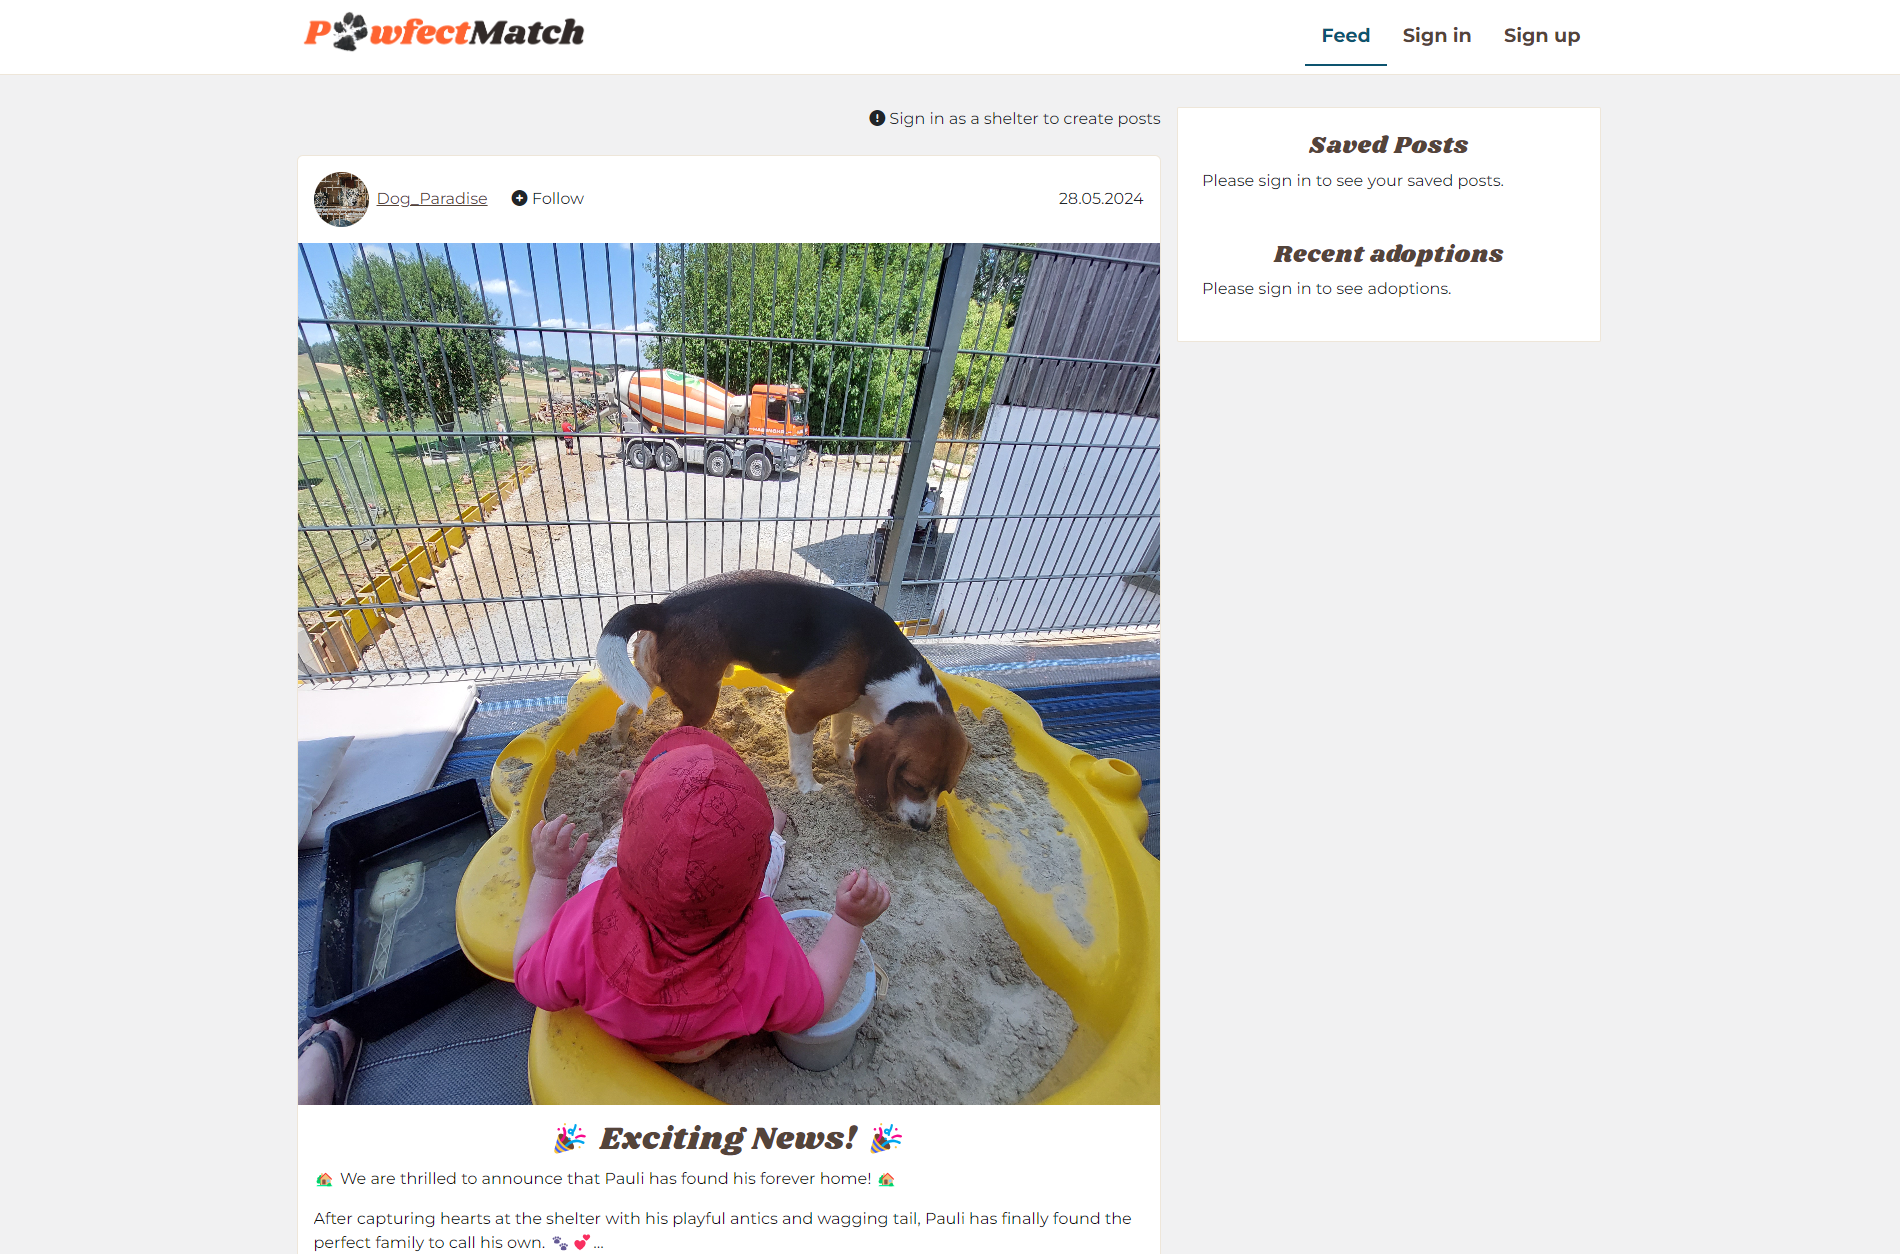 PawfectMatch
Feed
Sign in
Sign up
Sign in as a shelter to create posts
Dog_Paradise
Follow
28.05.2024
🎉 Exciting News! 🎉
🏡 We are thrilled to announce that Pauli has found his forever home! 🏡
After capturing hearts at the shelter with his playful antics and wagging tail, Pauli has finally found the
perfect family to call his own. 🐾 💕 ...
Saved Posts
Please sign in to see your saved posts.
Recent adoptions
Please sign in to see adoptions.